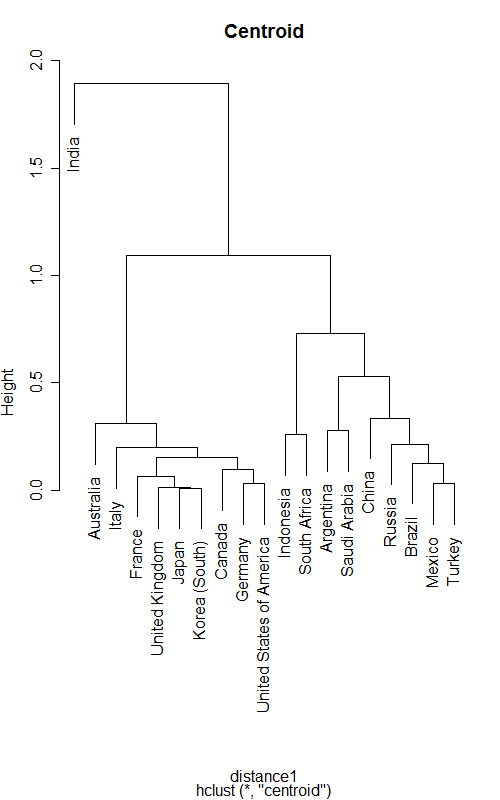 Centroid
Height
2.0
1.5
1.0
0.5
0.0
India
Australia
Italy
France
United Kingdom
Japan
Korea (South)
Canada
Germany
United States of America
Indonesia
South Africa
Argentina
Saudi Arabia
China
Russia
Brazil
Mexico
Turkey
distance1
hclust (*, "centroid")